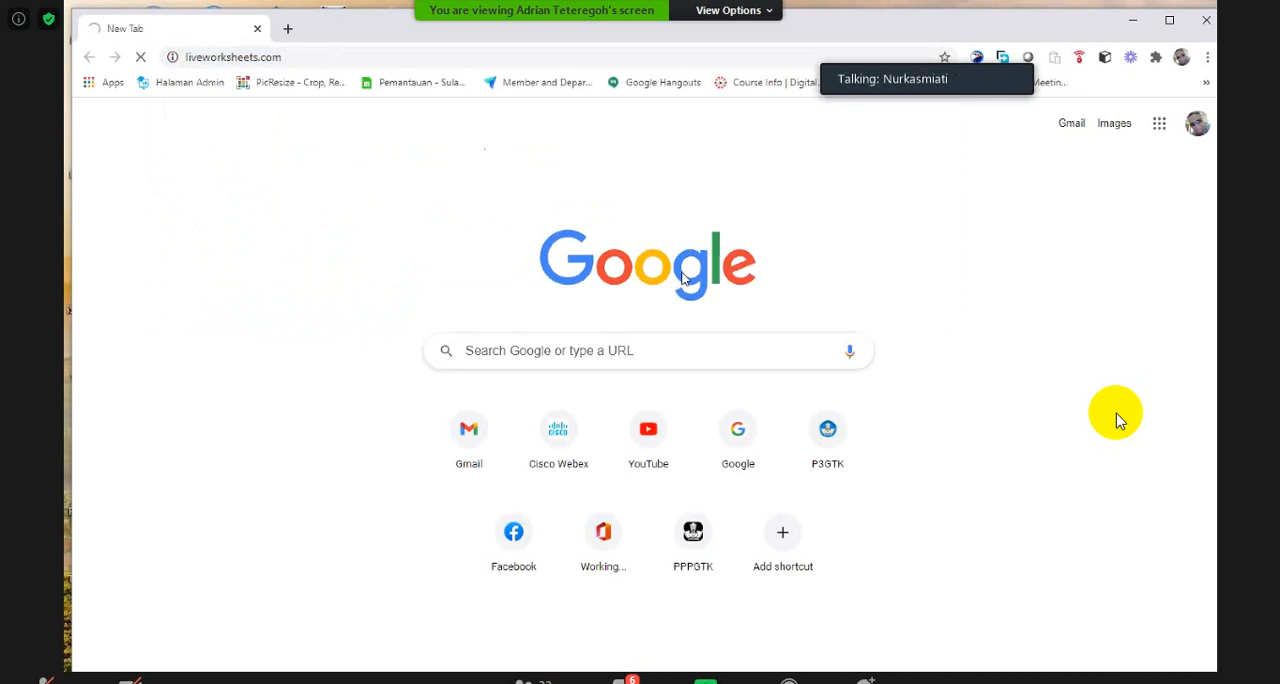 You are viewing Adrian Teteregoh's screen
View Options
New Tab
liveworksheets.com
Talking: Nurkasmiati
Apps
Halaman Admin
PicResize - Crop, Re...
Pemantauan - Sula...
Member and Depar...
Google Hangouts
Course Info | Digital
Meetin...
»
Gmail
Images
Google
Search Google or type a URL
Gmail
Cisco Webex
YouTube
Google
P3GTK
Facebook
Working...
PPPGTK
Add shortcut
6